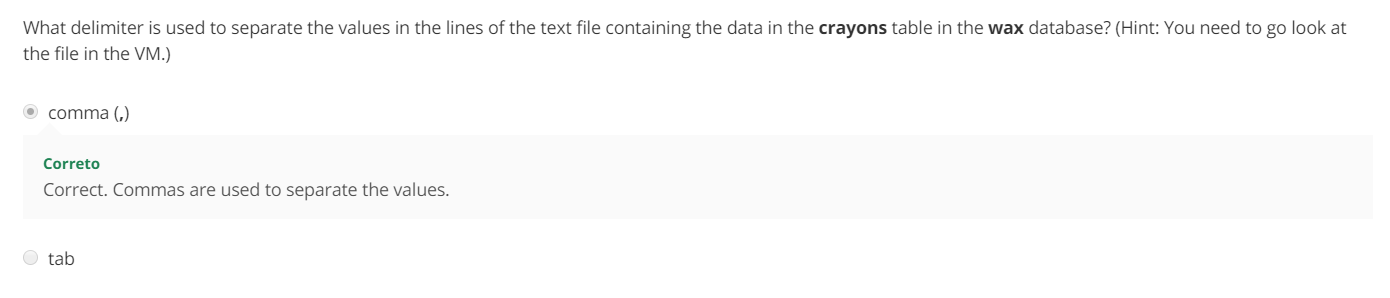 What delimiter is used to separate the values in the lines of the text file containing the data in the crayons table in the wax database? (Hint: You need to go look at
the file in the VM.)
comma (,)
Correto
Correct. Commas are used to separate the values.
tab